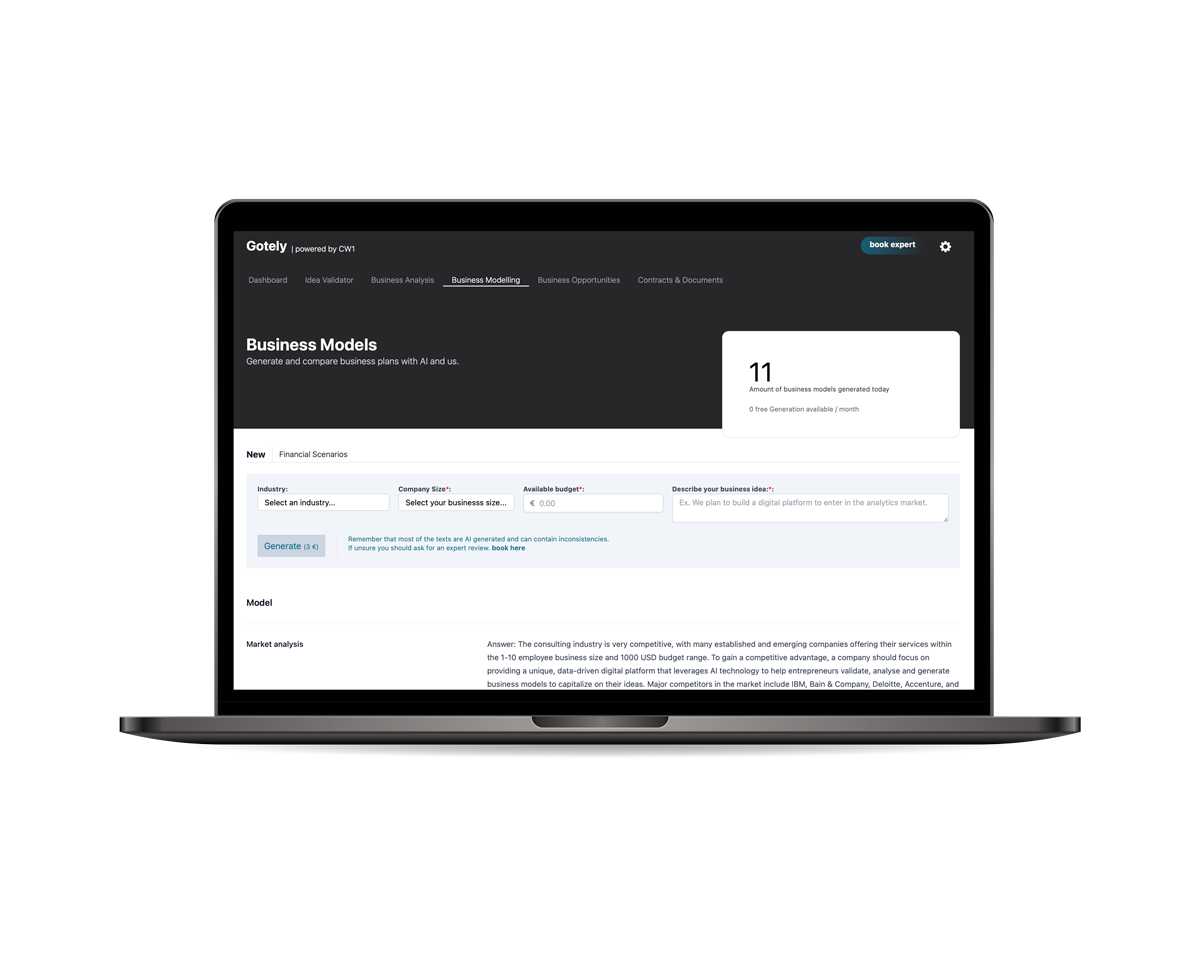 Gotely | powered by CW1
book expert
Dashboard Idea Validator Business Analysis Business Modelling Business Opportunities Contracts & Documents
Business Models
Generate and compare business plans with AI and us.
11
Amount of business models generated today
0 free Generation available / month
New Financial Scenarios
Industry: Company Size*: Available budget*: Describe your business idea:*:
Select an industry... Select your businesss size... € 0.00 Ex. We plan to build a digital platform to enter in the analytics market.
Generate (3 €)
Remember that most of the texts are AI generated and can contain inconsistencies.
If unsure you should ask for an expert review. book here
Model
Market analysis
Answer: The consulting industry is very competitive, with many established and emerging companies offering their services within
the 1-10 employee business size and 1000 USD budget range. To gain a competitive advantage, a company should focus on
providing a unique, data-driven digital platform that leverages AI technology to help entrepreneurs validate, analyse and generate
business models to capitalize on their ideas. Major competitors in the market include IBM, Bain & Company, Deloitte, Accenture, and